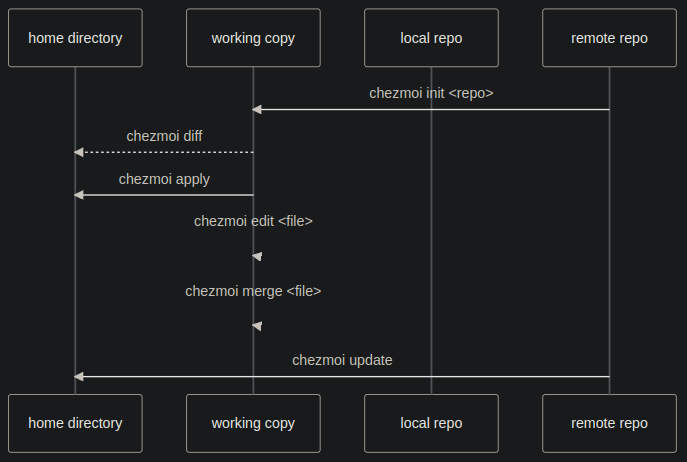 home directory
working copy
local repo
remote repo
chezmoi init <repo>
chezmoi diff
chezmoi apply
chezmoi edit <file>
chezmoi merge <file>
chezmoi update
home directory
working copy
local repo
remote repo